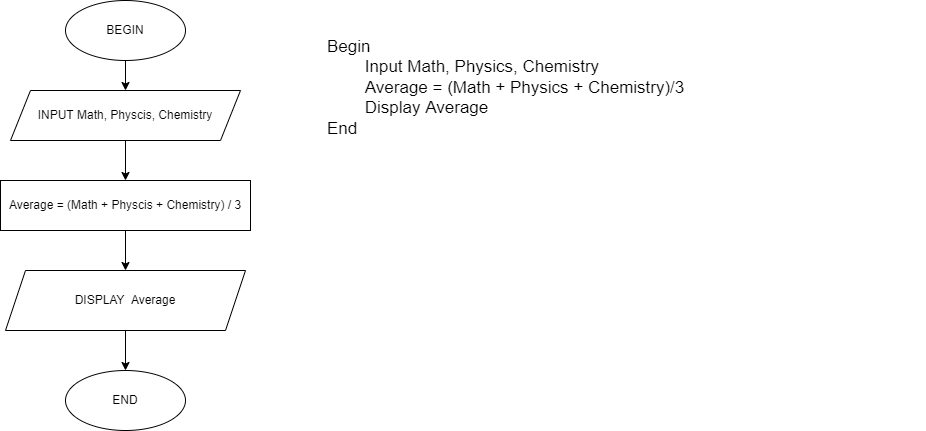 BEGIN
INPUT Math, Physcis, Chemistry
Average = (Math + Physcis + Chemistry) / 3
DISPLAY Average
END
Begin
Input Math, Physics, Chemistry
Average = (Math + Physics + Chemistry)/3
Display Average
End